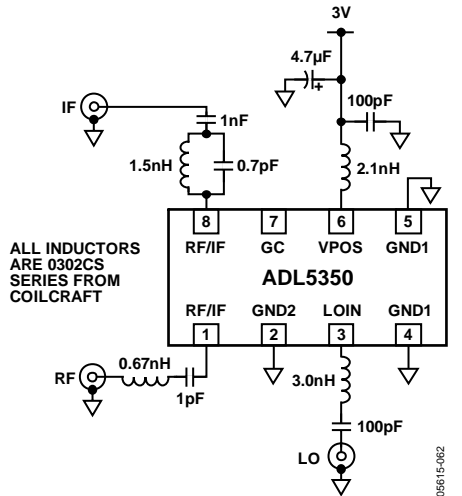 3V
4.7µF
+
IF
1nF
100pF
1.5nH
0.7pF
2.1nH
8
7
6
5
ALL INDUCTORS
ARE 0302CS
SERIES FROM
COILCRAFT
RF/IF
GC
VPOS
GND1
ADL5350
RF/IF
GND2
LOIN
GND1
1
2
3
4
RF
0.67nH
1pF
3.0nH
100pF
LO
05615-062